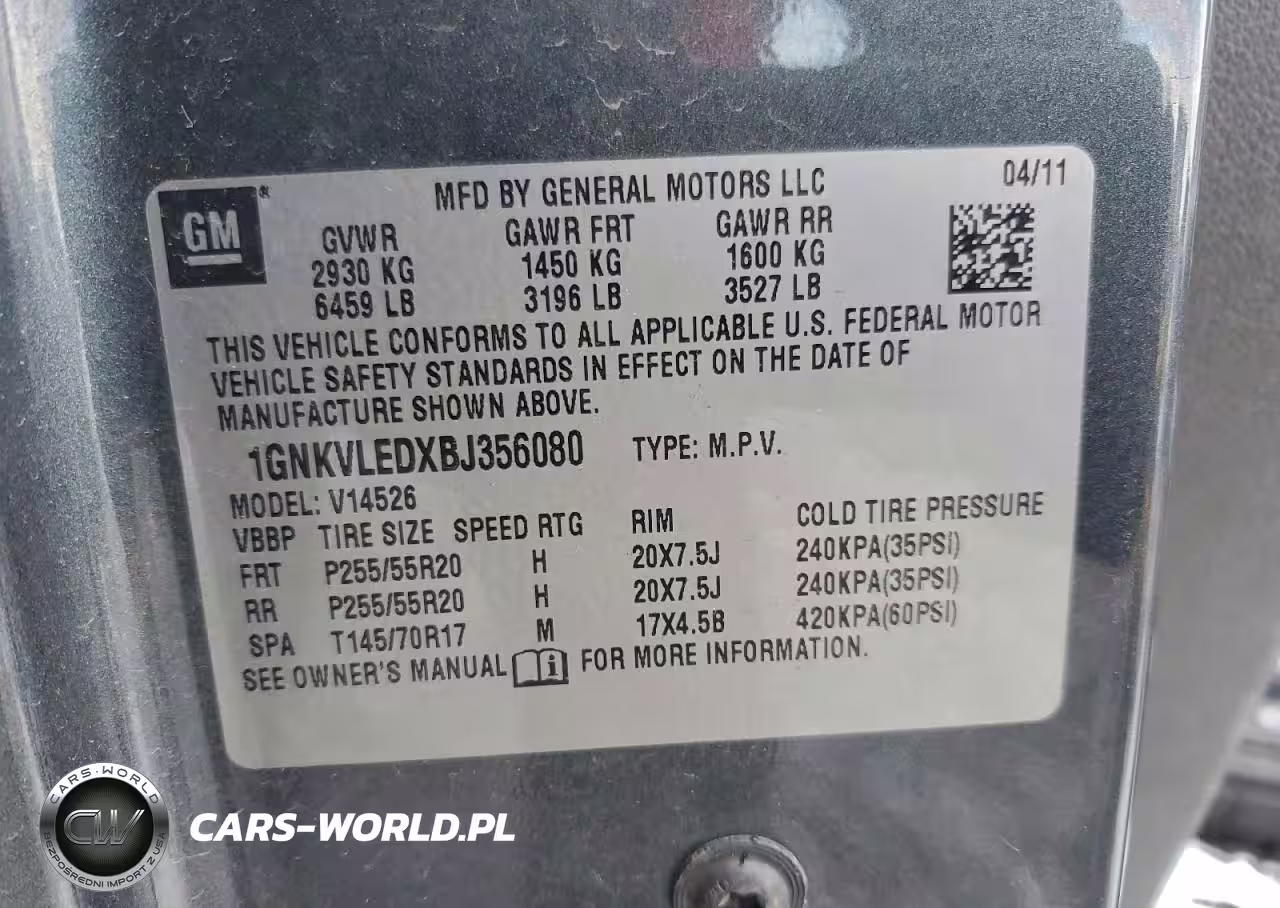 GM
MFD BY GENERAL MOTORS LLC 04/11
GVWR GAWR FRT GAWR RR
2930 KG 1450 KG 1600 KG
6459 LB 3196 LB 3527 LB
THIS VEHICLE CONFORMS TO ALL APPLICABLE U.S. FEDERAL MOTOR
VEHICLE SAFETY STANDARDS IN EFFECT ON THE DATE OF
MANUFACTURE SHOWN ABOVE.
1GNKVLEDXBJ356080 TYPE: M.P.V.
MODEL: V14526
VBBP TIRE SIZE SPEED RTG RIM COLD TIRE PRESSURE
FRT P255/55R20 H 20X7.5J 240KPA(35PSI)
RR P255/55R20 H 20X7.5J 240KPA(35PSI)
SPA T145/70R17 M 17X4.5B 420KPA(60PSI)
SEE OWNER'S MANUAL FOR MORE INFORMATION.
CARS-WORLD
CW
BEZPOŚREDNI IMPORT Z USA
CARS-WORLD.PL